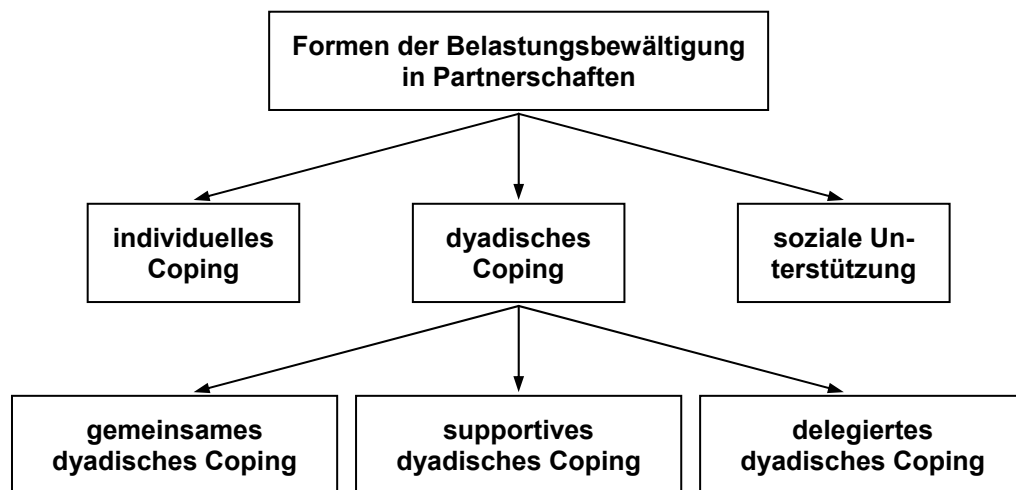 Formen der Belastungsbewältigung
in Partnerschaften
individuelles
Coping
dyadisches
Coping
soziale Un-
terstützung
gemeinsames
dyadisches Coping
supportives
dyadisches Coping
delegiertes
dyadisches Coping